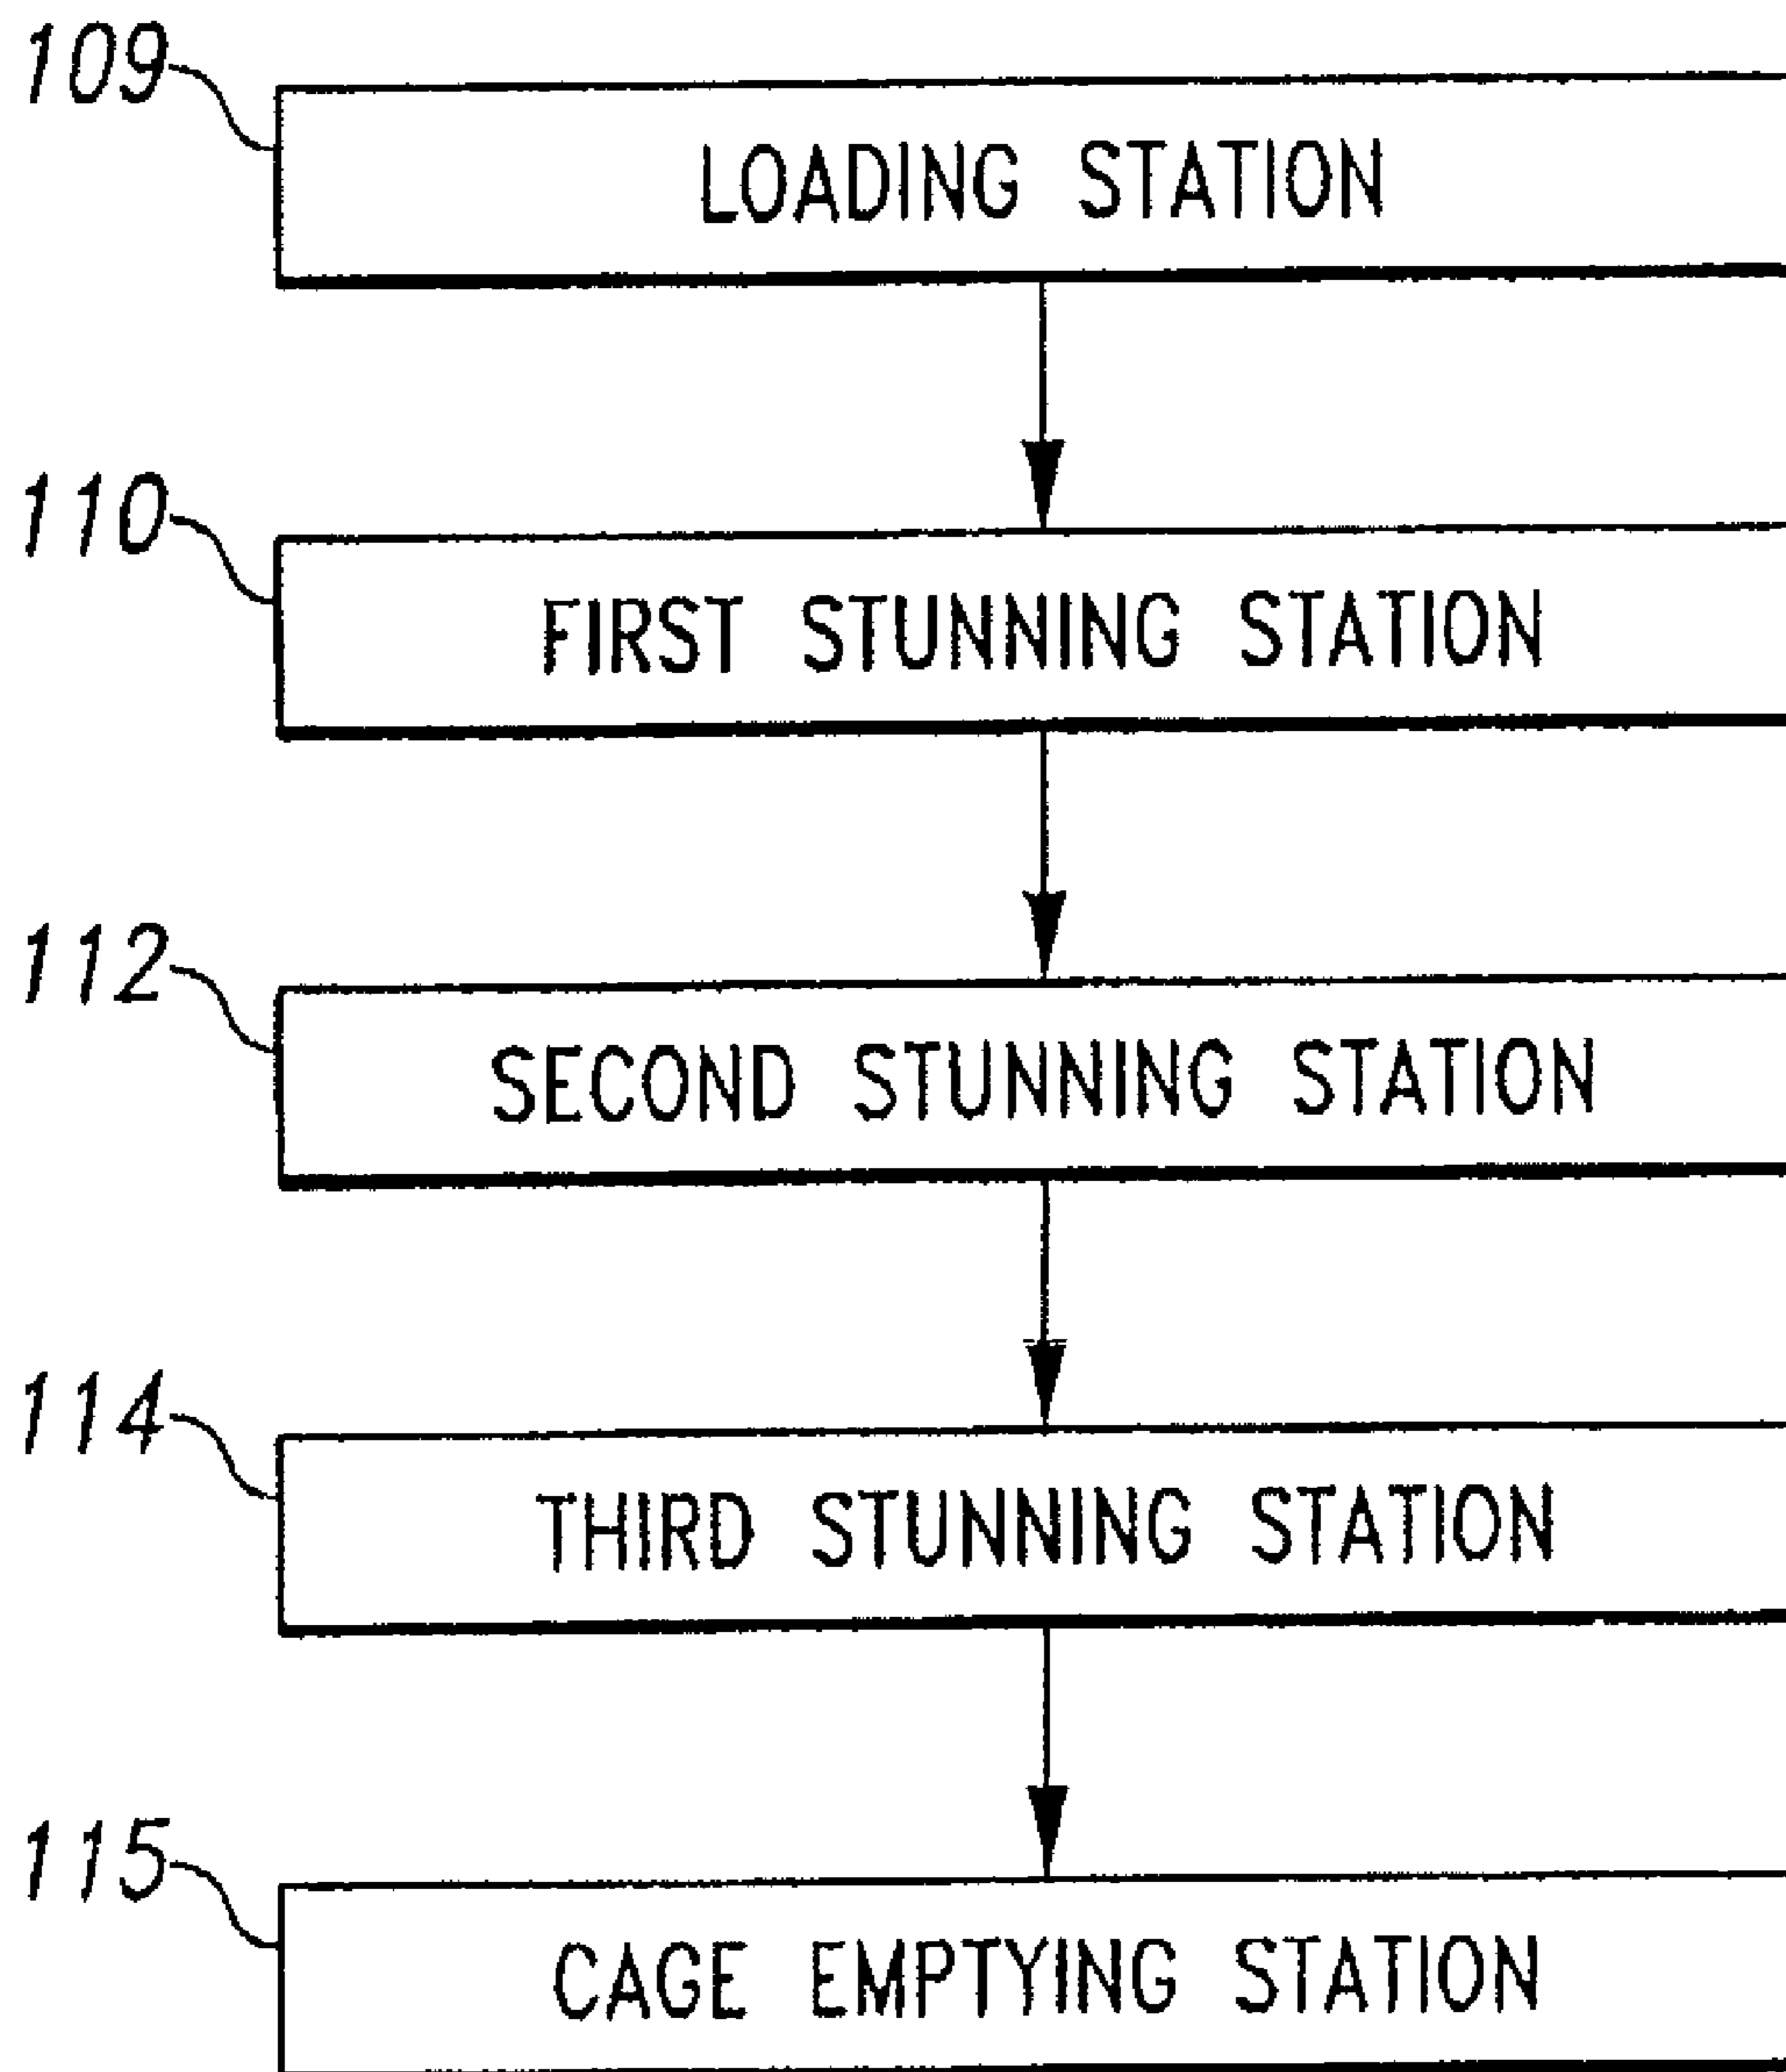 109
LOADING STATION
110
FIRST STUNNING STATION
112
SECOND STUNNING STATION
114
THIRD STUNNING STATION
115
CAGE EMPTYING STATION